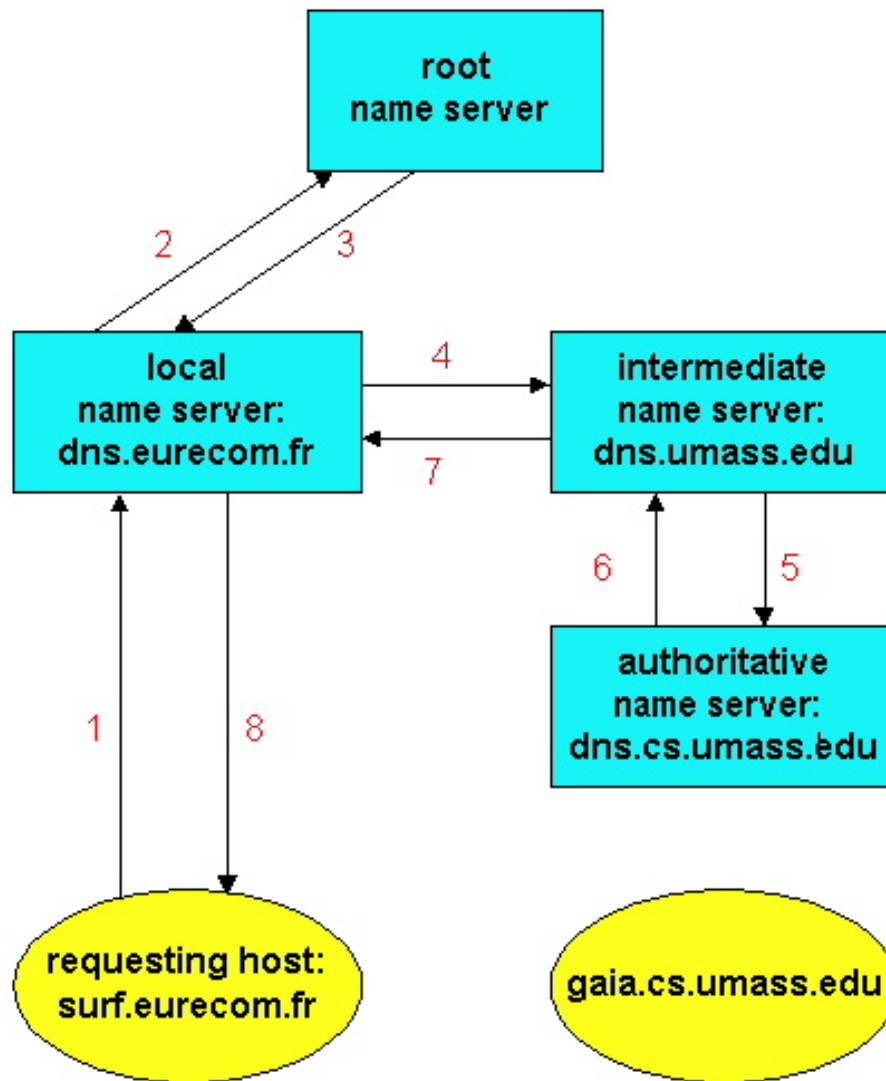 root
name server
2
3
local
name server:
dns.eurecom.fr
4
7
intermediate
name server:
dns.umass.edu
6
5
authoritative
name server:
dns.cs.umass.edu
1
8
requesting host:
surf.eurecom.fr
gaia.cs.umass.edu